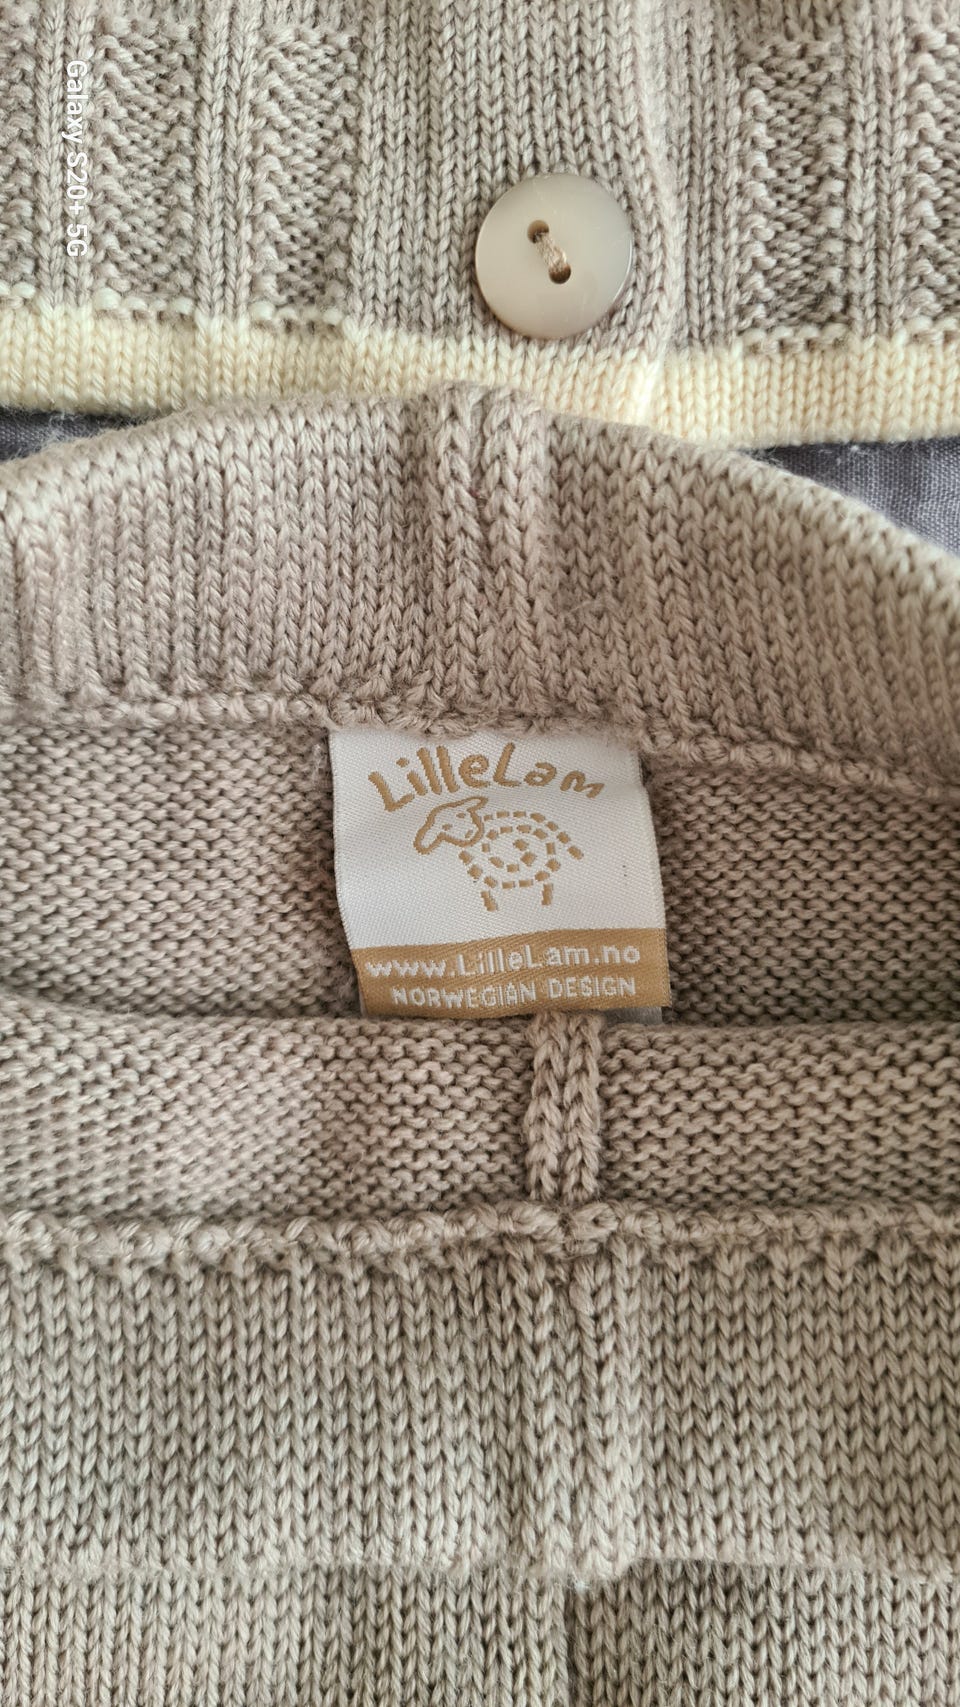 Galaxy S20+ 5G
LilleLam
www.LilleLam.no
NORWEGIAN DESIGN